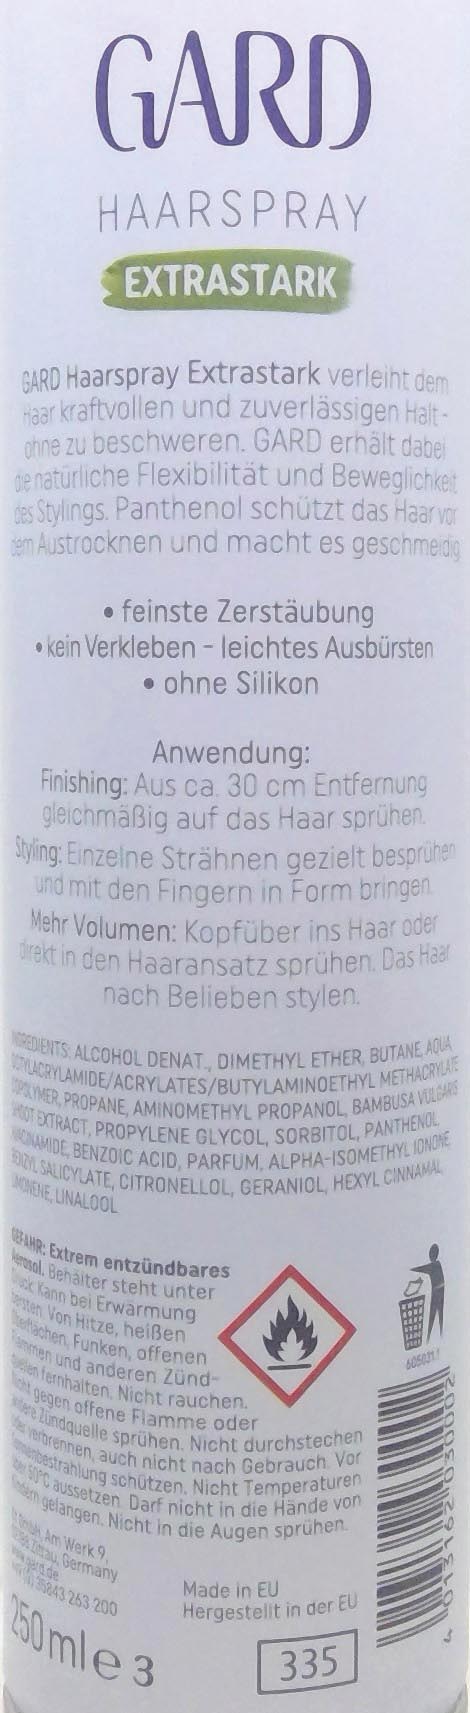 GARD
HAARSPRAY
EXTRASTARK
GARD Haarspray Extrastark verleiht dem
Haar kraftvollen und zuverlässigen Halt -
ohne zu beschweren. GARD erhält dabei
die natürliche Flexibilität und Beweglichkeit
des Stylings. Panthenol schützt das Haar vor
dem Austrocknen und macht es geschmeidig
• feinste Zerstäubung
• kein Verkleben - leichtes Ausbürsten
• ohne Silikon
Anwendung:
Finishing: Aus ca. 30 cm Entfernung
gleichmäßig auf das Haar sprühen.
Styling: Einzelne Strähnen gezielt besprühen
und mit den Fingern in Form bringen.
Mehr Volumen: Kopfüber ins Haar oder
direkt in den Haaransatz sprühen. Das Haar
nach Belieben stylen.
INGREDIENTS: ALCOHOL DENAT., DIMETHYL ETHER, BUTANE, AQUA,
OCTYLACRYLAMIDE/ACRYLATES/BUTYLAMINOETHYL METHACRYLATE
COPOLYMER, PROPANE, AMINOMETHYL PROPANOL, BAMBUSA VULGARIS
SHOOT EXTRACT, PROPYLENE GLYCOL, SORBITOL, PANTHENOL,
NIACINAMIDE, BENZOIC ACID, PARFUM, ALPHA-ISOMETHYL IONONE,
BENZYL SALICYLATE, CITRONELLOL, GERANIOL, HEXYL CINNAMAL,
LIMONENE, LINALOOL
GEFAHR: Extrem entzündbares
Aerosol. Behälter steht unter
Druck: Kann bei Erwärmung
bersten. Von Hitze, heißen
Oberflächen, Funken, offenen
Flammen und anderen Zünd-
quellen fernhalten. Nicht rauchen.
Nicht gegen offene Flamme oder
andere Zündquelle sprühen. Nicht durchstechen
oder verbrennen, auch nicht nach Gebrauch. Vor
Sonnenbestrahlung schützen. Nicht Temperaturen
über 50°C aussetzen. Darf nicht in die Hände von
Kindern gelangen. Nicht in die Augen sprühen.
GmbH, Am Werk 9,
Zittau, Germany
www.gard.de
35843 263 200
605031.1
4 013162 030002
Made in EU
Hergestellt in der EU
250 ml e 3
335